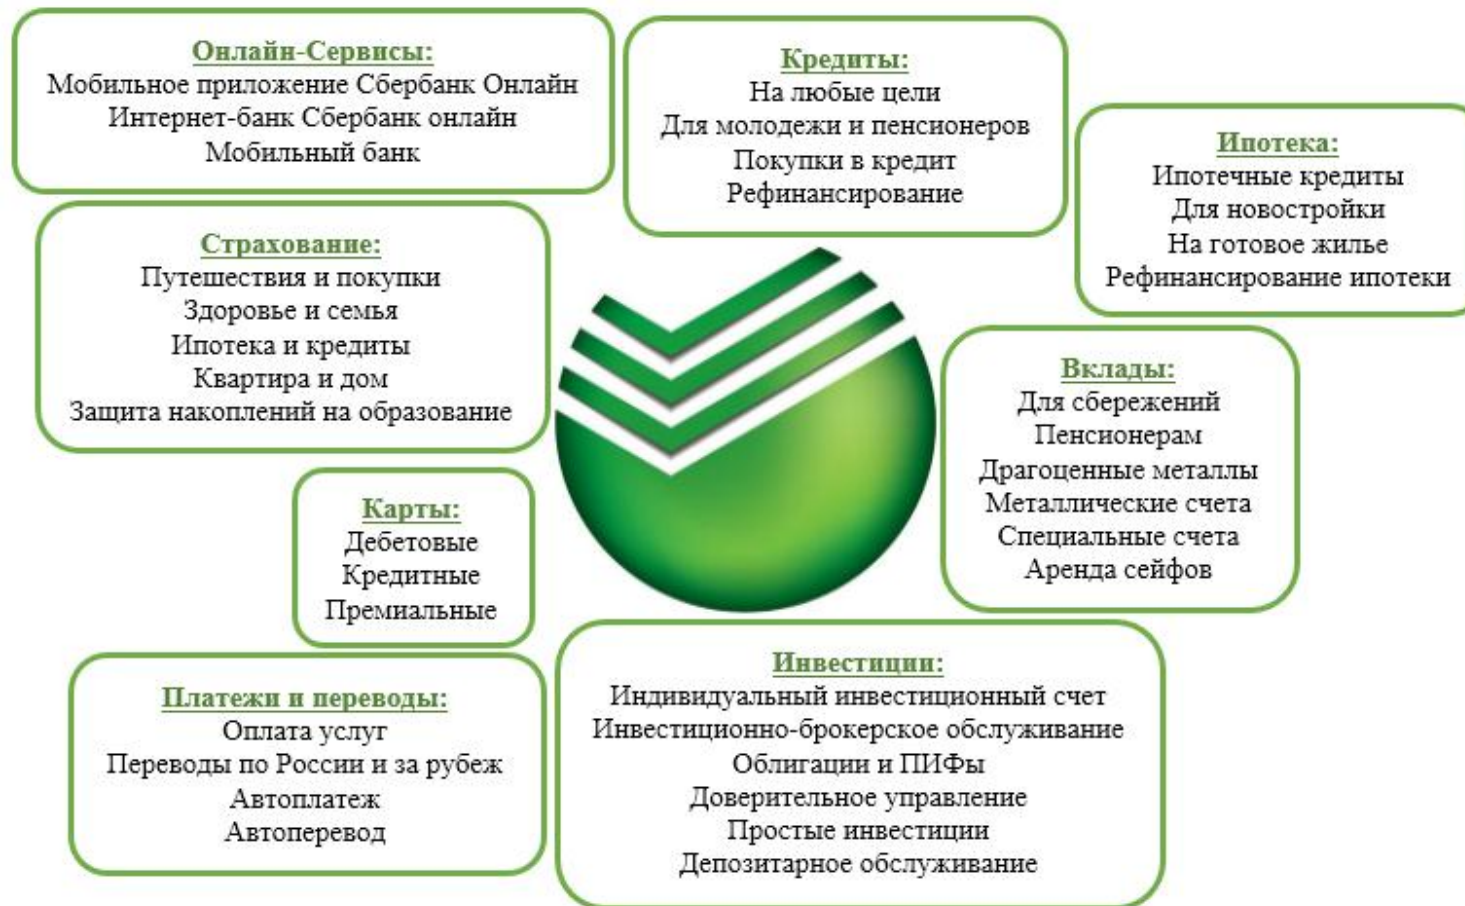 Онлайн-Сервисы:
Мобильное приложение Сбербанк Онлайн
Интернет-банк Сбербанк онлайн
Мобильный банк
Кредиты:
На любые цели
Для молодежи и пенсионеров
Покупки в кредит
Рефинансирование
Ипотека:
Ипотечные кредиты
Для новостройки
На готовое жилье
Рефинансирование ипотеки
Страхование:
Путешествия и покупки
Здоровье и семья
Ипотека и кредиты
Квартира и дом
Защита накоплений на образование
Вклады:
Для сбережений
Пенсионерам
Драгоценные металлы
Металлические счета
Специальные счета
Аренда сейфов
Карты:
Дебетовые
Кредитные
Премиальные
Платежи и переводы:
Оплата услуг
Переводы по России и за рубеж
Автоплатеж
Автоперевод
Инвестиции:
Индивидуальный инвестиционный счет
Инвестиционно-брокерское обслуживание
Облигации и ПИФы
Доверительное управление
Простые инвестиции
Депозитарное обслуживание